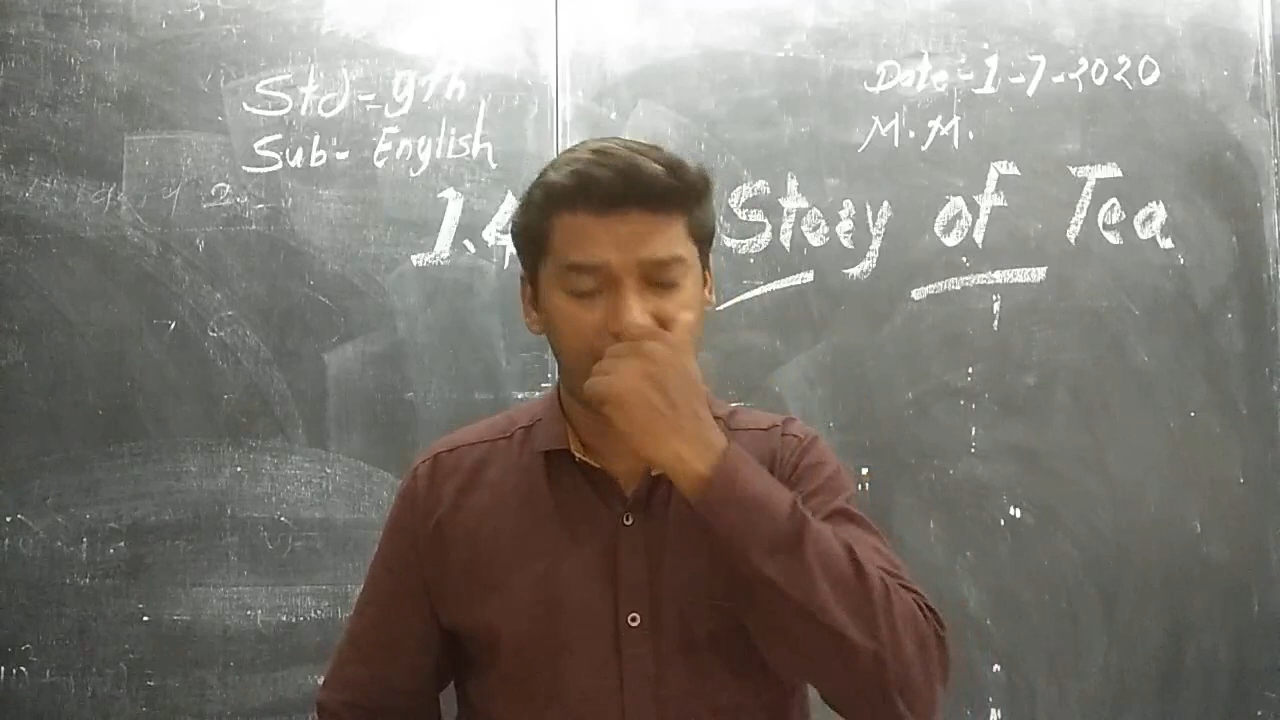 Std = 9th
Sub - English
Date - 1-7-2020
M.M.
1.4 Story of Tea